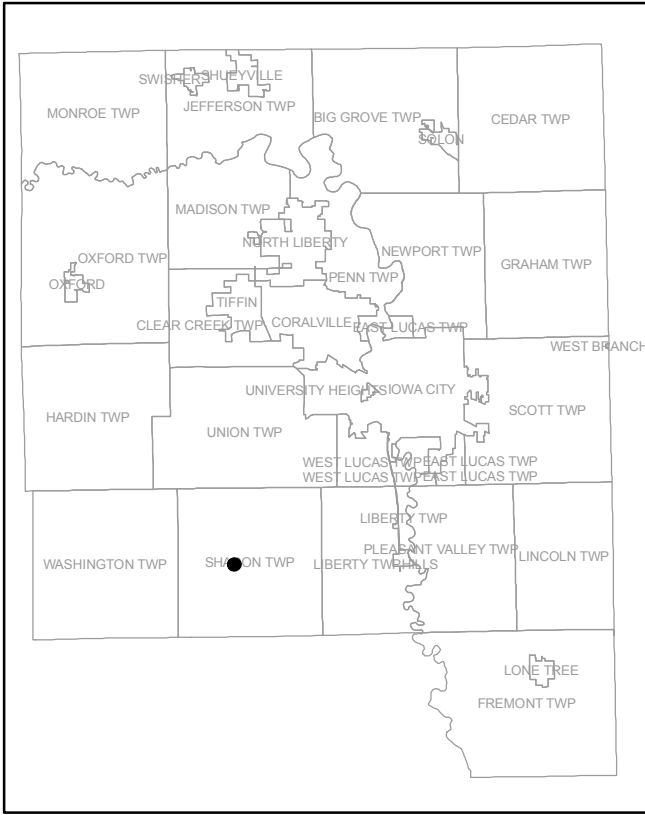 SWISHER
SHUEYVILLE
MONROE TWP
JEFFERSON TWP
BIG GROVE TWP
CEDAR TWP
SOLON
MADISON TWP
NORTH LIBERTY
NEWPORT TWP
OXFORD TWP
GRAHAM TWP
PENN TWP
OXFORD
TIFFIN
CLEAR CREEK TWP
CORALVILLE
EAST LUCAS TWP
WEST BRANCH
UNIVERSITY HEIGHTS
IOWA CITY
HARDIN TWP
SCOTT TWP
UNION TWP
WEST LUCAS TWP
EAST LUCAS TWP
WEST LUCAS TWP
EAST LUCAS TWP
LIBERTY TWP
PLEASANT VALLEY TWP
WASHINGTON TWP
SHARON TWP
LIBERTY TWP
HILLS
LINCOLN TWP
LONE TREE
FREMONT TWP